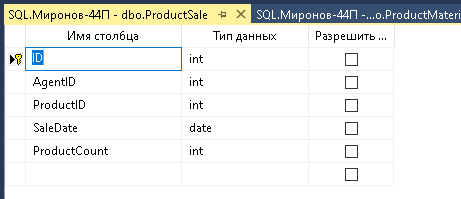 SQL.Миронов-44П - dbo.ProductSale SQL.Миронов-44П -...o.ProductMateri
Имя столбца Тип данных Разрешить ...
ID int
AgentID int
ProductID int
SaleDate date
ProductCount int